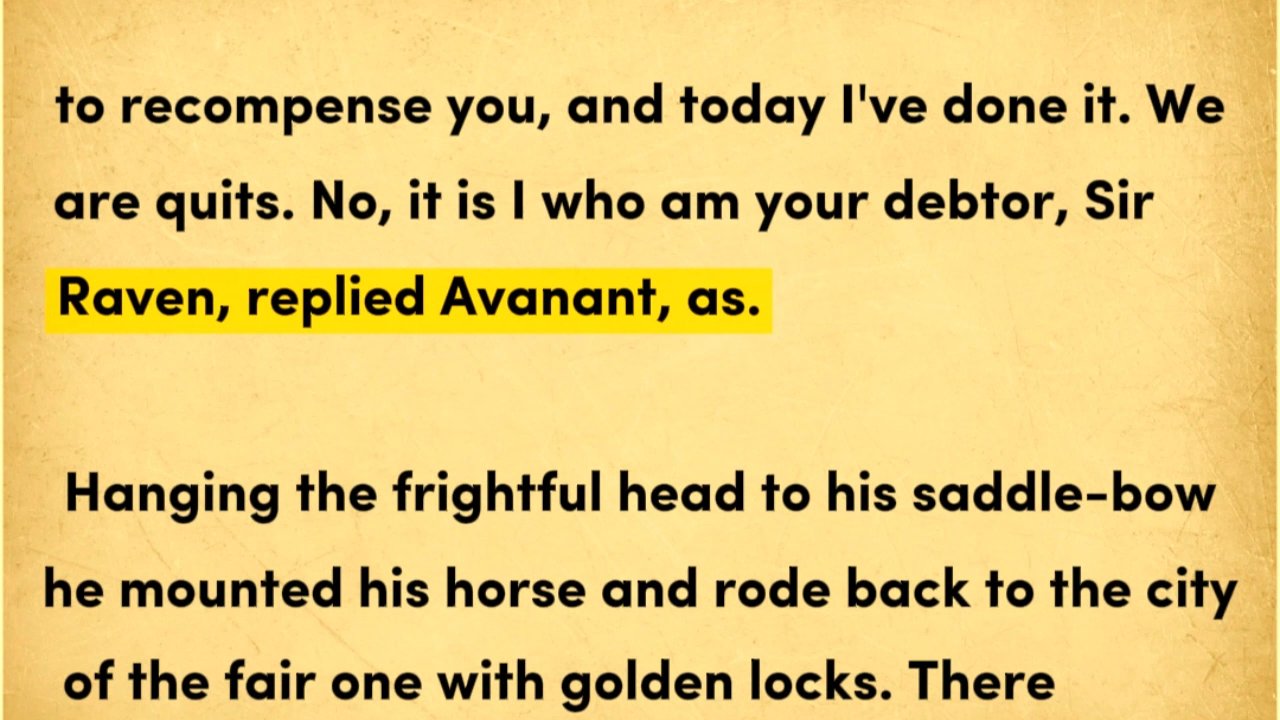 to recompense you, and today I've done it. We
are quits. No, it is I who am your debtor, Sir
Raven, replied Avanant, as.
Hanging the frightful head to his saddle-bow
he mounted his horse and rode back to the city
of the fair one with golden locks. There